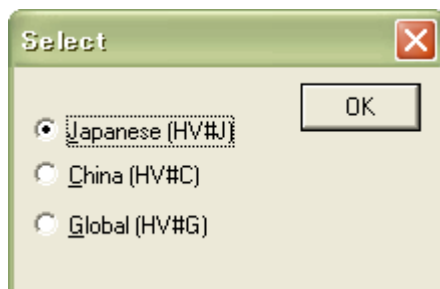 Select
OK
Japanese (HV#J)
China (HV#C)
Global (HV#G)